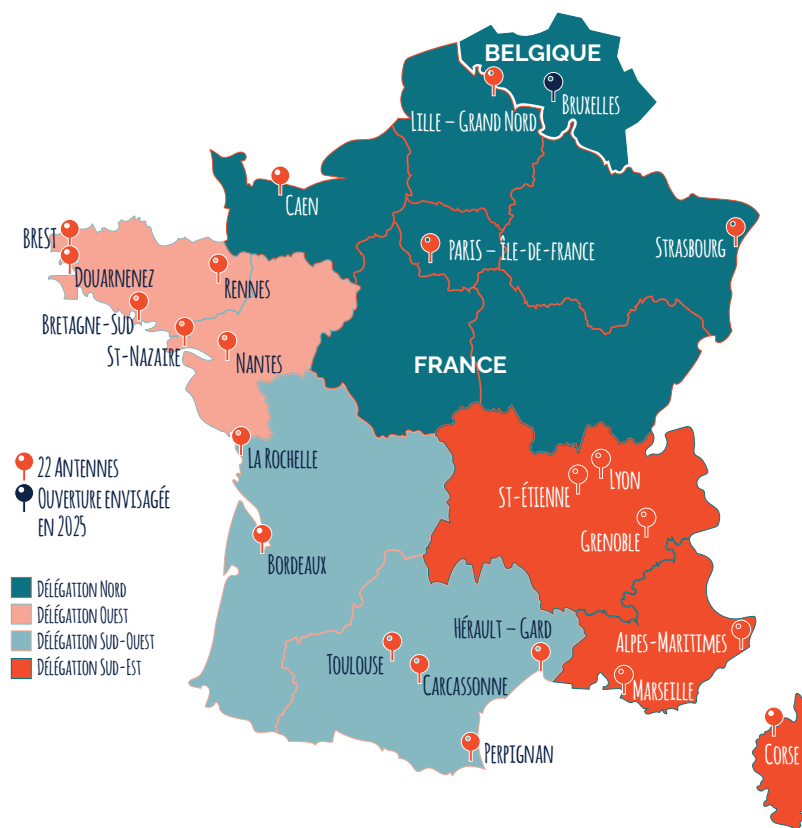 BELGIQUE
BRUXELLES
LILLE – GRAND NORD
CAEN
PARIS – ÎLE-DE-FRANCE
STRASBOURG
BREST
DOUARNENEZ
RENNES
BRETAGNE-SUD
ST-NAZAIRE
NANTES
FRANCE
LA ROCHELLE
LYON
ST-ÉTIENNE
GRENOBLE
BORDEAUX
HÉRAULT – GARD
ALPES-MARITIMES
TOULOUSE
CARCASSONNE
MARSEILLE
PERPIGNAN
CORSE
22 ANTENNES
OUVERTURE ENVISAGÉE
EN 2025
DÉLÉGATION NORD
DÉLÉGATION OUEST
DÉLÉGATION SUD-OUEST
DÉLÉGATION SUD-EST